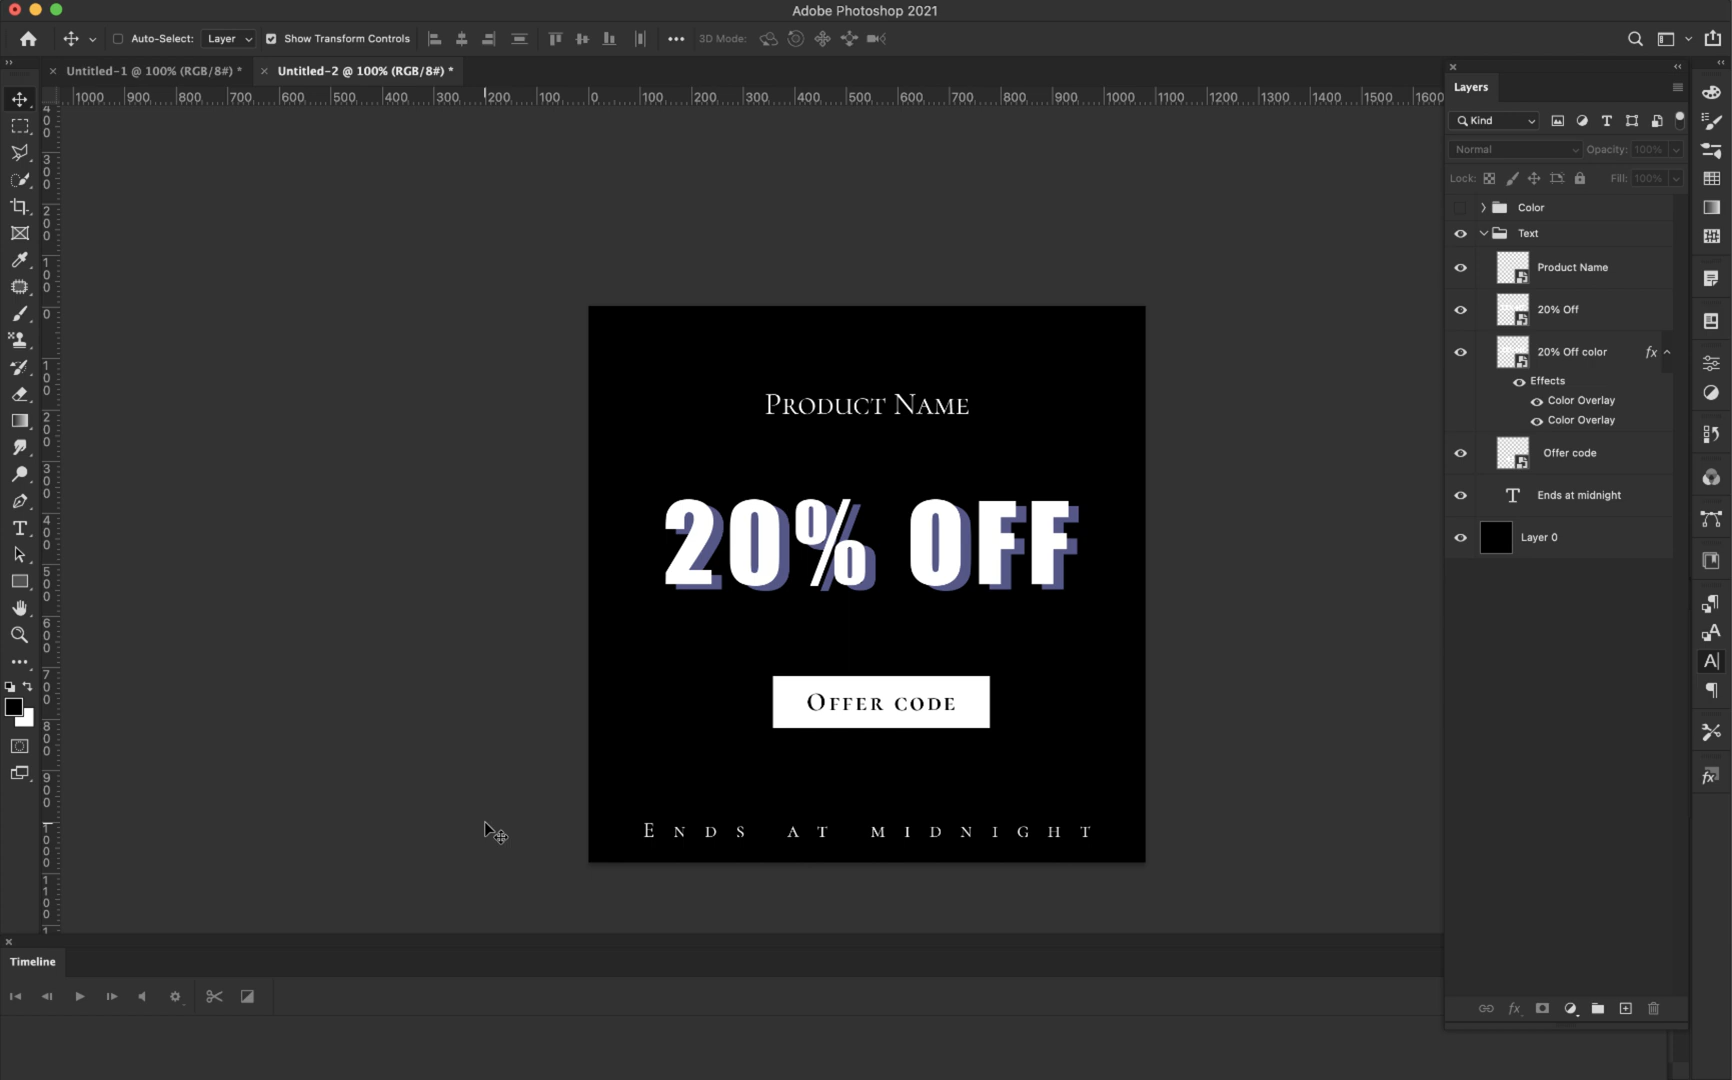 Adobe Photoshop 2021
Auto-Select: Layer Show Transform Controls 3D Mode:
Untitled-1 @ 100% (RGB/8#) * Untitled-2 @ 100% (RGB/8#) *
1000 900 800 700 600 500 400 300 200 100 0 100 200 300 400 500 600 700 800 900 1000 1100 1200 1300 1400 1500 1600
Layers
Kind
Normal Opacity: 100%
Lock: Fill: 100%
Color
Text
Product Name
20% Off
20% Off color fx
Effects
Color Overlay
Color Overlay
Offer code
Ends at midnight
Layer 0
Product Name
20% OFF
Offer code
Ends at midnight
Timeline